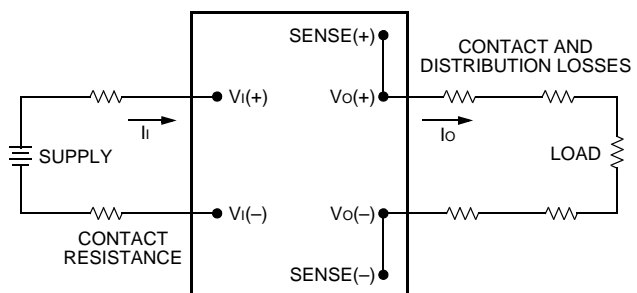 SENSE(+)
CONTACT AND
DISTRIBUTION LOSSES
VI(+)
VO(+)
II
IO
SUPPLY
LOAD
VI(–)
VO(–)
CONTACT
RESISTANCE
SENSE(–)